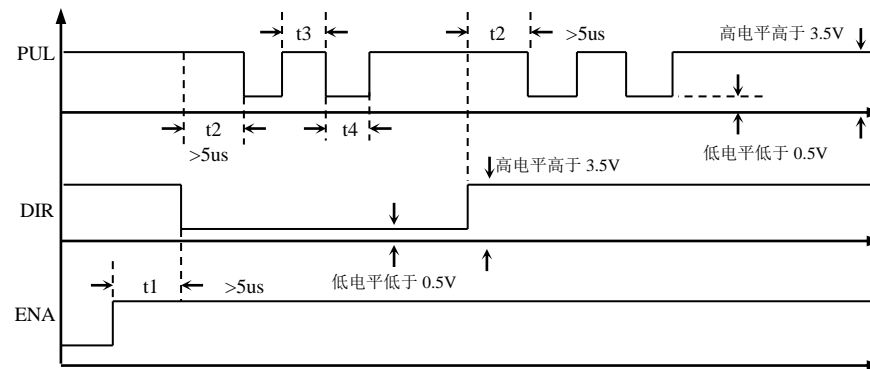 t3
t2
>5us
高电平高于 3.5V
PUL
t2
t4
>5us
低电平低于 0.5V
高电平高于 3.5V
DIR
低电平低于 0.5V
t1
>5us
ENA